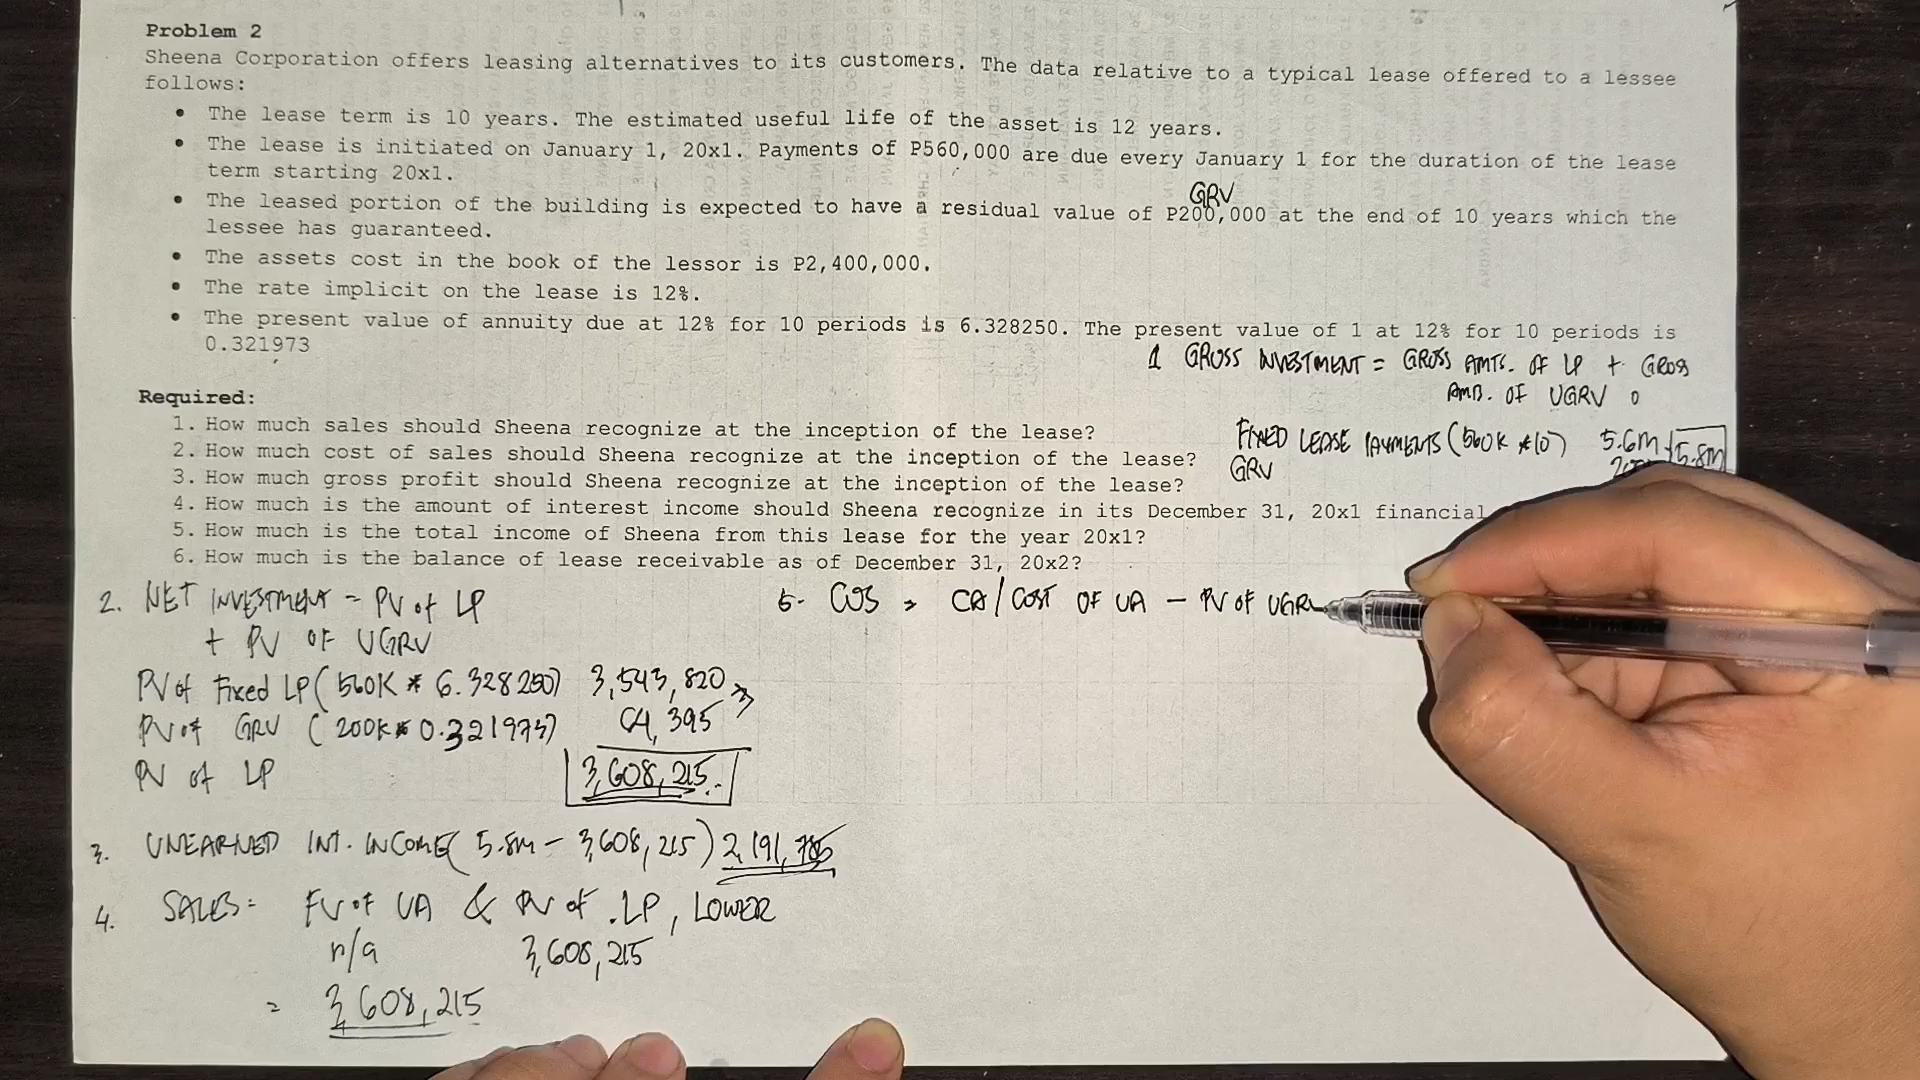 Problem 2
Sheena Corporation offers leasing alternatives to its customers. The data relative to a typical lease offered to a lessee
follows:
• The lease term is 10 years. The estimated useful life of the asset is 12 years.
• The lease is initiated on January 1, 20x1. Payments of P560,000 are due every January 1 for the duration of the lease
term starting 20x1.
GRV
• The leased portion of the building is expected to have a residual value of P200,000 at the end of 10 years which the
lessee has guaranteed.
• The assets cost in the book of the lessor is P2,400,000.
• The rate implicit on the lease is 12%.
• The present value of annuity due at 12% for 10 periods is 6.328250. The present value of 1 at 12% for 10 periods is
0.321973
1 GROSS INVESTMENT = GROSS AMTS. OF LP + GROSS
AMB. OF UGRV 0
FIXED LEASE PAYMENTS (560K *10) 5.6m 5.8m
GRV
Required:
1. How much sales should Sheena recognize at the inception of the lease?
2. How much cost of sales should Sheena recognize at the inception of the lease?
3. How much gross profit should Sheena recognize at the inception of the lease?
4. How much is the amount of interest income should Sheena recognize in its December 31, 20x1 financial
5. How much is the total income of Sheena from this lease for the year 20x1?
6. How much is the balance of lease receivable as of December 31, 20x2?
2. NET INVESTMENT = PV of LP
+ PV OF UGRV
PV of Fixed LP (560K * 6.328250) 3,543,820
PV of GRV (200K * 0.321973) 64,395
PV of LP 3,608,215
3. UNEARNED INT. INCOME (5.8m - 3,608,215) 2,191,785
4. SALES = FV of UA & PV of LP, LOWER
n/a 3,608,215
= 3,608,215
5. COS = CA/COST OF UA - PV OF UGRV